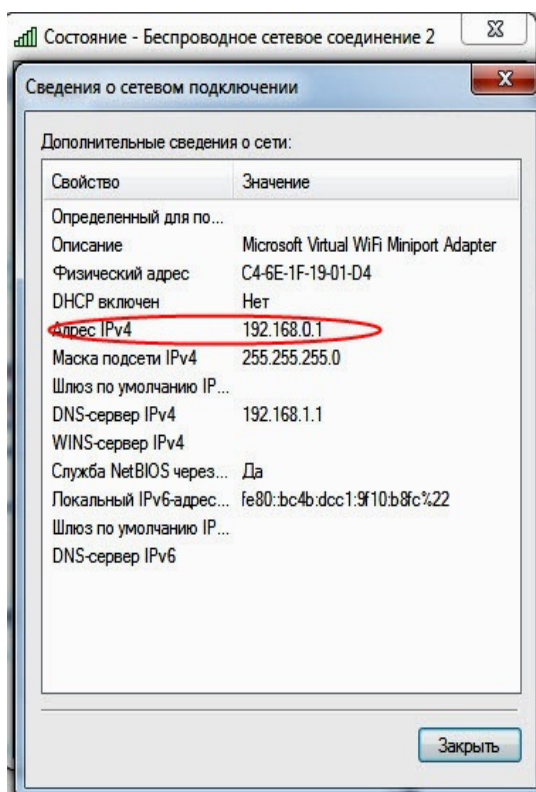 Состояние - Беспроводное сетевое соединение 2
Сведения о сетевом подключении
Дополнительные сведения о сети:
Свойство Значение
Определенный для по...
Описание Microsoft Virtual WiFi Miniport Adapter
Физический адрес C4-6E-1F-19-01-D4
DHCP включен Нет
Адрес IPv4 192.168.0.1
Маска подсети IPv4 255.255.255.0
Шлюз по умолчанию IP...
DNS-сервер IPv4 192.168.1.1
WINS-сервер IPv4
Служба NetBIOS через... Да
Локальный IPv6-адрес... fe80::bc4b:dcc1:9f10:b8fc%22
Шлюз по умолчанию IP...
DNS-сервер IPv6
Закрыть